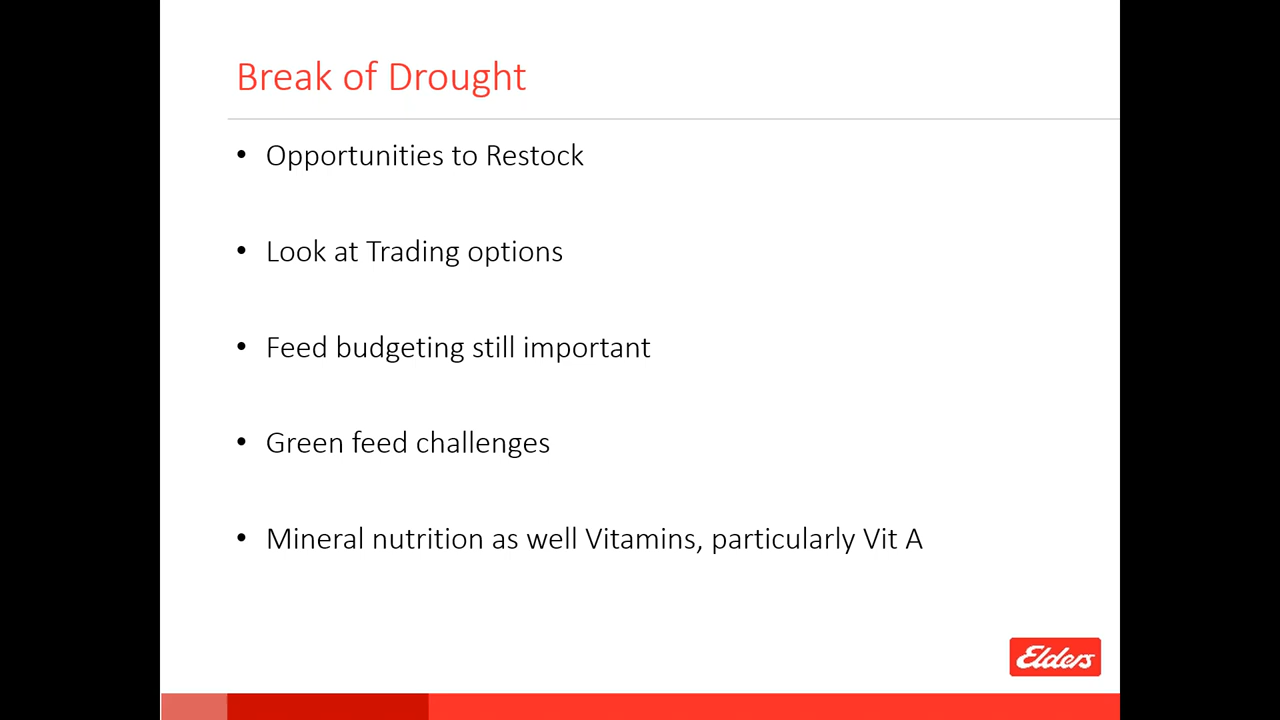 Break of Drought
• Opportunities to Restock
• Look at Trading options
• Feed budgeting still important
• Green feed challenges
• Mineral nutrition as well Vitamins, particularly Vit A
Elders